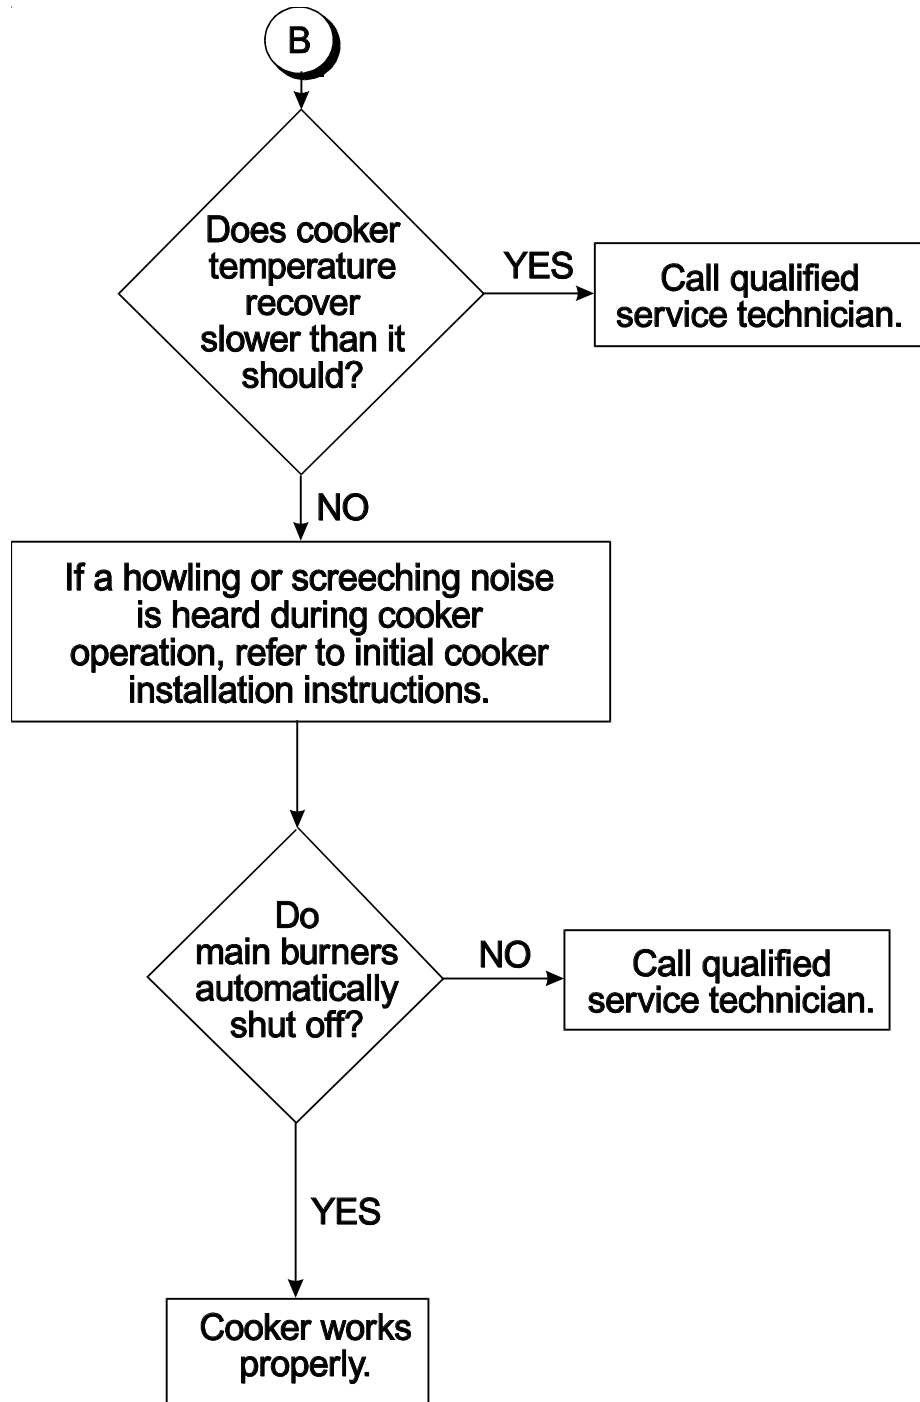 B
Does cooker
temperature
recover
slower than it
should?
YES
Call qualified
service technician.
NO
If a howling or screeching noise
is heard during cooker
operation, refer to initial cooker
installation instructions.
Do
main burners
automatically
shut off?
NO
Call qualified
service technician.
YES
Cooker works
properly.